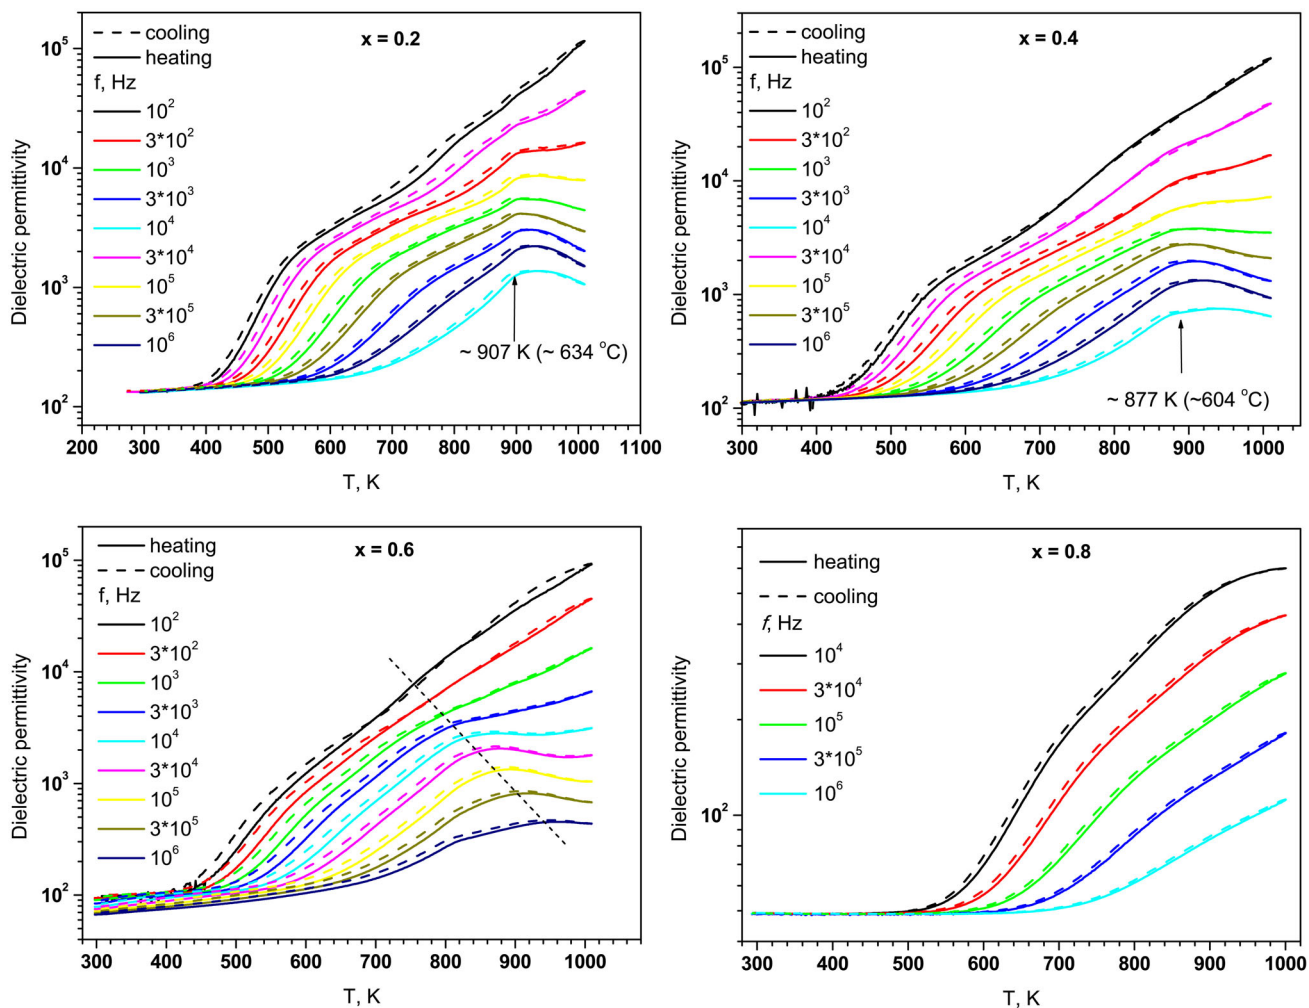 cooling
heating
f, Hz
10^2
3*10^2
10^3
3*10^3
10^4
3*10^4
10^5
3*10^5
10^6
x = 0.2
~ 907 K (~ 634 °C)
10^5
10^4
10^3
10^2
Dielectric permittivity
200 300 400 500 600 700 800 900 1000 1100
T, K
cooling
heating
f, Hz
10^2
3*10^2
10^3
3*10^3
10^4
3*10^4
10^5
3*10^5
10^6
x = 0.4
~ 877 K (~604 °C)
10^5
10^4
10^3
10^2
Dielectric permittivity
300 400 500 600 700 800 900 1000
T, K
heating
cooling
f, Hz
10^2
3*10^2
10^3
3*10^3
10^4
3*10^4
10^5
3*10^5
10^6
x = 0.6
10^5
10^4
10^3
10^2
Dielectric permittivity
300 400 500 600 700 800 900 1000
T, K
heating
cooling
f, Hz
10^4
3*10^4
10^5
3*10^5
10^6
x = 0.8
10^2
Dielectric permittivity
300 400 500 600 700 800 900 1000
T, K